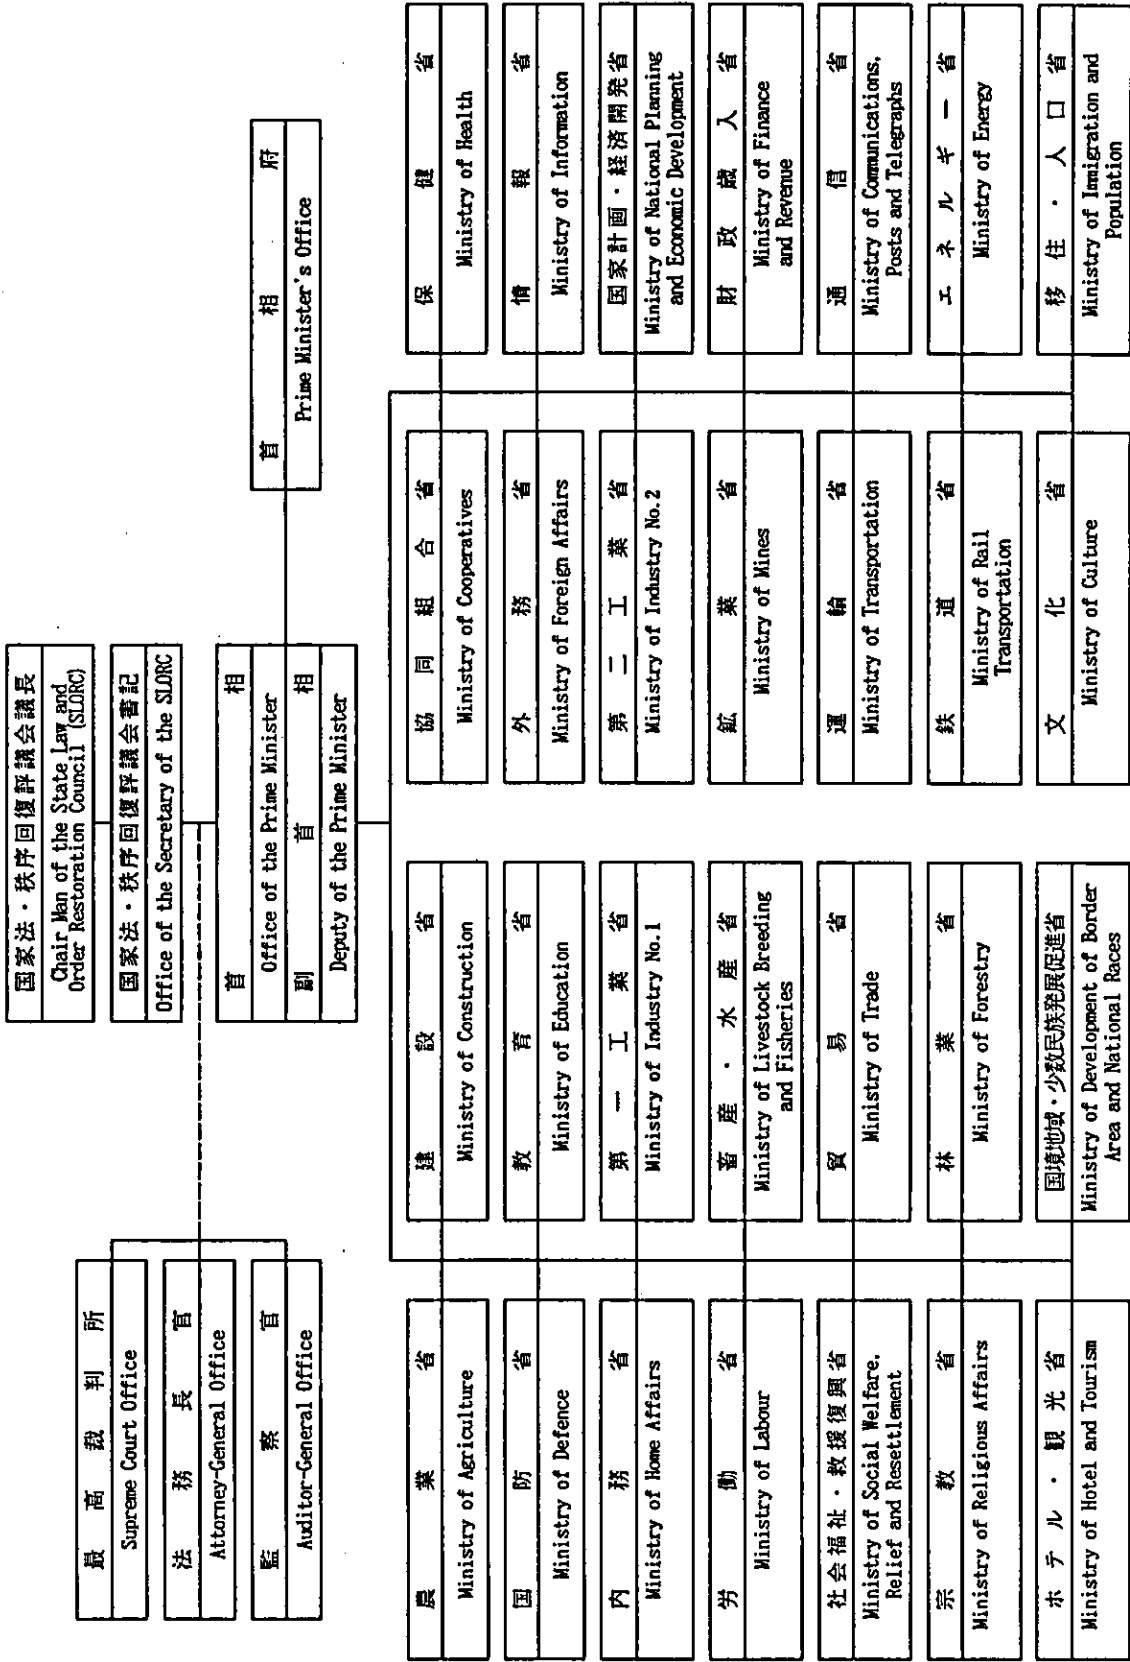 国家法・秩序回復評議会議長
Chair Man of the State Law and
Order Restoration Council (SLORC)
国家法・秩序回復評議会書記
Office of the Secretary of the SLORC
最高裁判所
Supreme Court Office
法務長官
Attorney-General Office
監察官
Auditor-General Office
首相
Office of the Prime Minister
副首相
Deputy of the Prime Minister
首相府
Prime Minister's Office
農業省
Ministry of Agriculture
建設省
Ministry of Construction
協同組合省
Ministry of Cooperatives
保健省
Ministry of Health
国防省
Ministry of Defence
教育省
Ministry of Education
外務省
Ministry of Foreign Affairs
情報省
Ministry of Information
内務省
Ministry of Home Affairs
第一工業省
Ministry of Industry No.1
第二工業省
Ministry of Industry No.2
国家計画・経済開発省
Ministry of National Planning
and Economic Development
労働省
Ministry of Labour
畜産・水産省
Ministry of Livestock Breeding
and Fisheries
鉱業省
Ministry of Mines
財政歳入省
Ministry of Finance
and Revenue
社会福祉・救援復興省
Ministry of Social Welfare,
Relief and Resettlement
貿易省
Ministry of Trade
運輸省
Ministry of Transportation
通信省
Ministry of Communications,
Posts and Telegraphs
宗教省
Ministry of Religious Affairs
林業省
Ministry of Forestry
鉄道省
Ministry of Rail
Transportation
エネルギー省
Ministry of Energy
ホテル・観光省
Ministry of Hotel and Tourism
国境地域・少数民族発展促進省
Ministry of Development of Border
Area and National Races
文化省
Ministry of Culture
移住・人口省
Ministry of Immigration and
Population